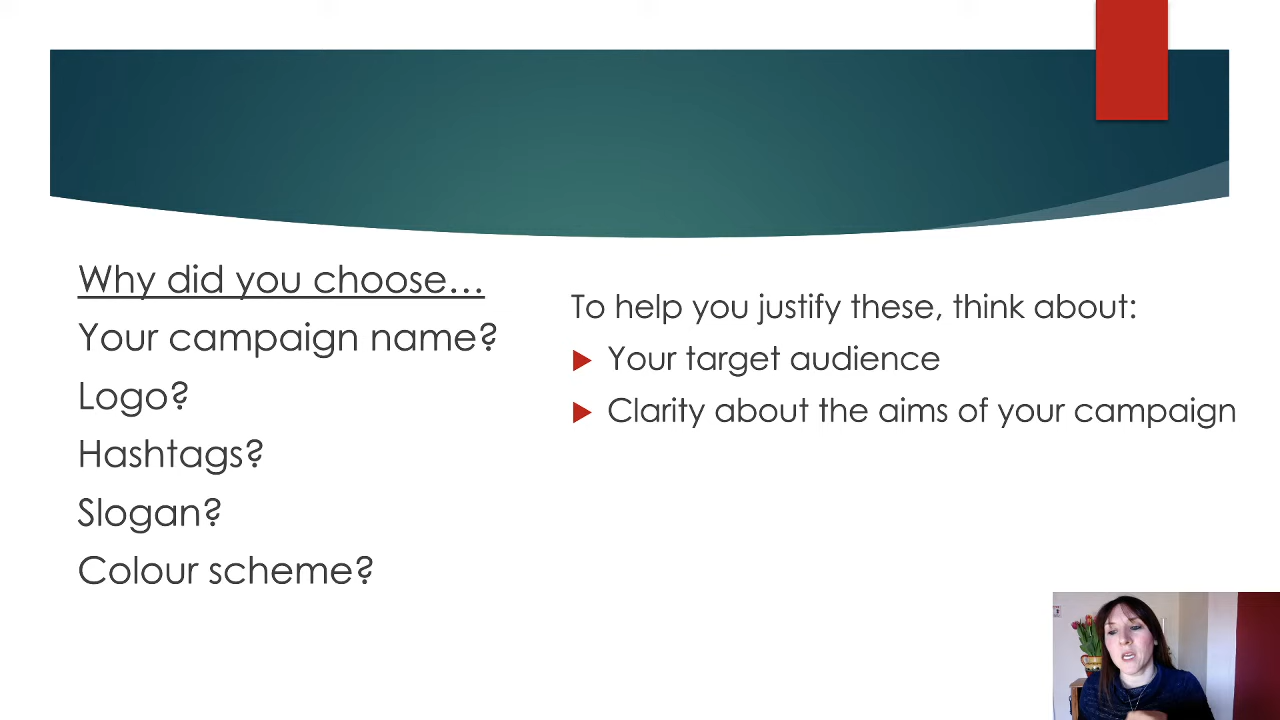 Why did you choose…
Your campaign name?
Logo?
Hashtags?
Slogan?
Colour scheme?
To help you justify these, think about:
Your target audience
Clarity about the aims of your campaign